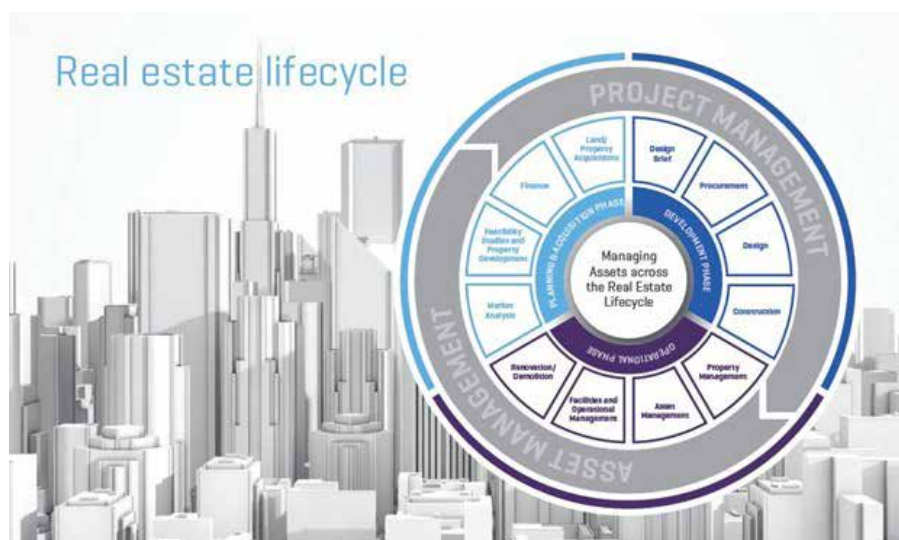 Real estate lifecycle
PROJECT MANAGEMENT
ASSET MANAGEMENT
PLANNING & ACQUISITION PHASE
DEVELOPMENT PHASE
OPERATIONAL PHASE
Managing
Assets across
the Real Estate
Lifecycle
Market
Analysis
Feasibility
Studies and
Property
Development
Finance
Land/
Property
Acquisitions
Design
Brief
Procurement
Design
Construction
Property
Management
Asset
Management
Facilities and
Operational
Management
Renovation/
Demolition